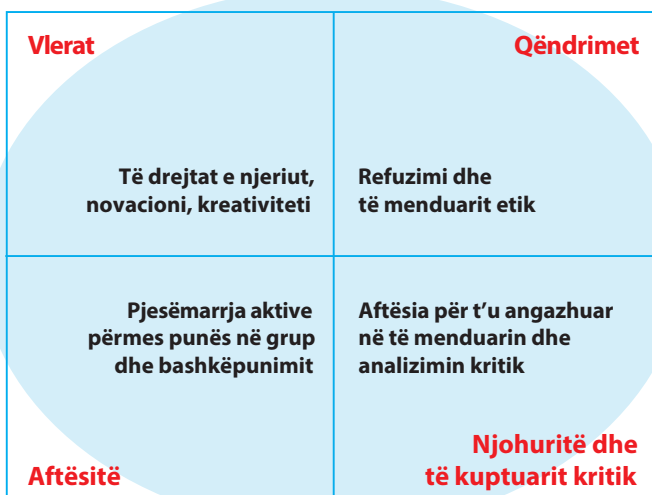 Vlerat
Qëndrimet
Të drejtat e njeriut,
novacioni, kreativiteti
Refuzimi dhe
të menduarit etik
Pjesëmarrja aktive
përmes punës në grup
dhe bashkëpunimit
Aftësia për t’u angazhuar
në të menduarin dhe
analizimin kritik
Aftësitë
Njohuritë dhe
të kuptuarit kritik